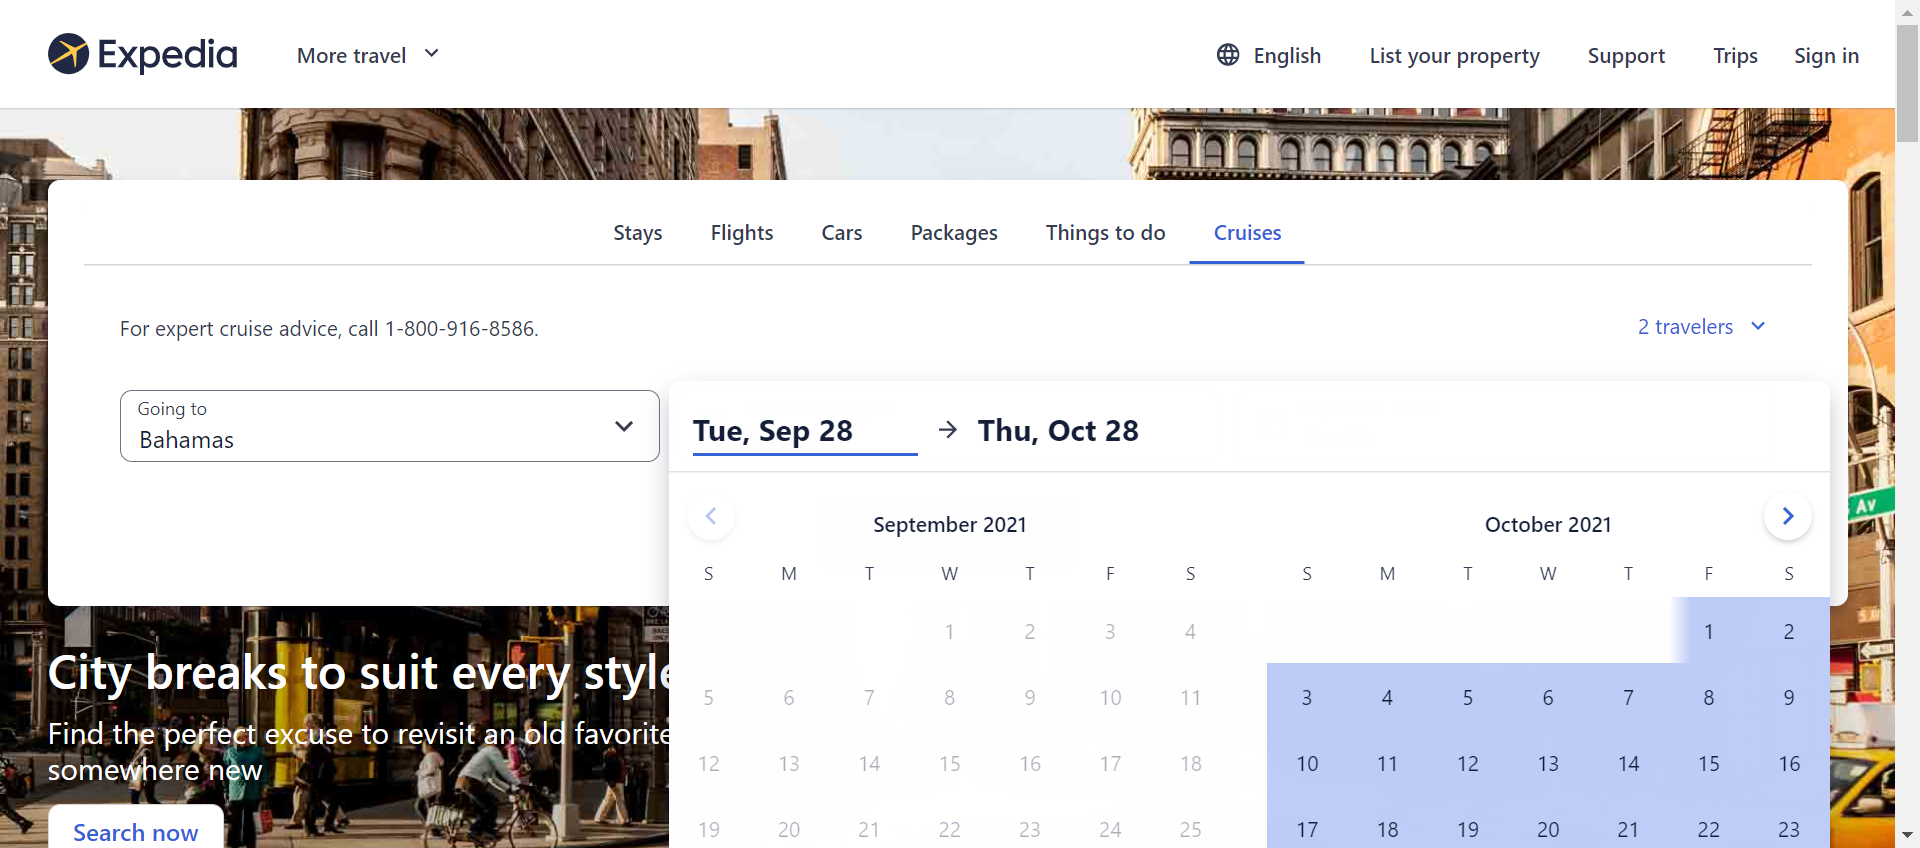 Expedia
More travel
English
List your property
Support
Trips
Sign in
Stays
Flights
Cars
Packages
Things to do
Cruises
For expert cruise advice, call 1-800-916-8586.
2 travelers
Going to
Bahamas
Tue, Sep 28
Thu, Oct 28
September 2021
S M T W T F S
1 2 3 4
5 6 7 8 9 10 11
12 13 14 15 16 17 18
19 20 21 22 23 24 25
October 2021
S M T W T F S
1 2
3 4 5 6 7 8 9
10 11 12 13 14 15 16
17 18 19 20 21 22 23
Av
City breaks to suit every style
Find the perfect excuse to revisit an old favorite
somewhere new
Search now